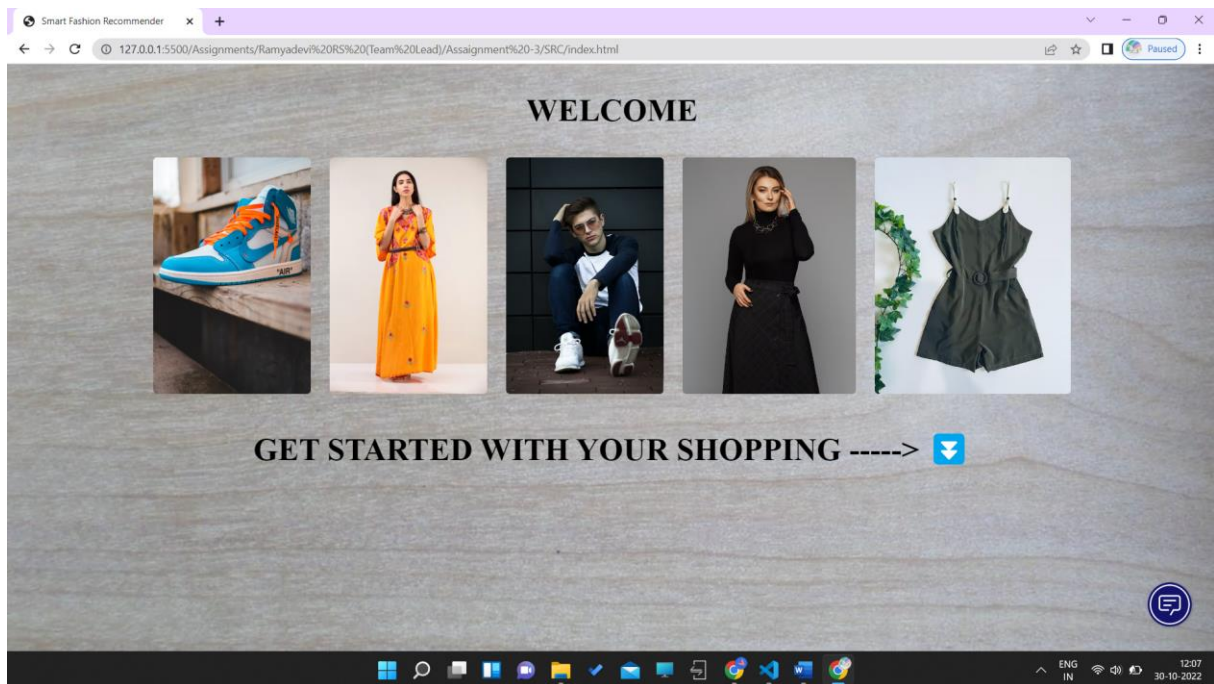 Smart Fashion Recommender
127.0.0.1:5500/Assignments/Ramyadevi%20RS%20(Team%20Lead)/Assaignment%20-3/SRC/index.html
Paused
WELCOME
"AIR"
GET STARTED WITH YOUR SHOPPING ----->
ENG
IN
12:07
30-10-2022